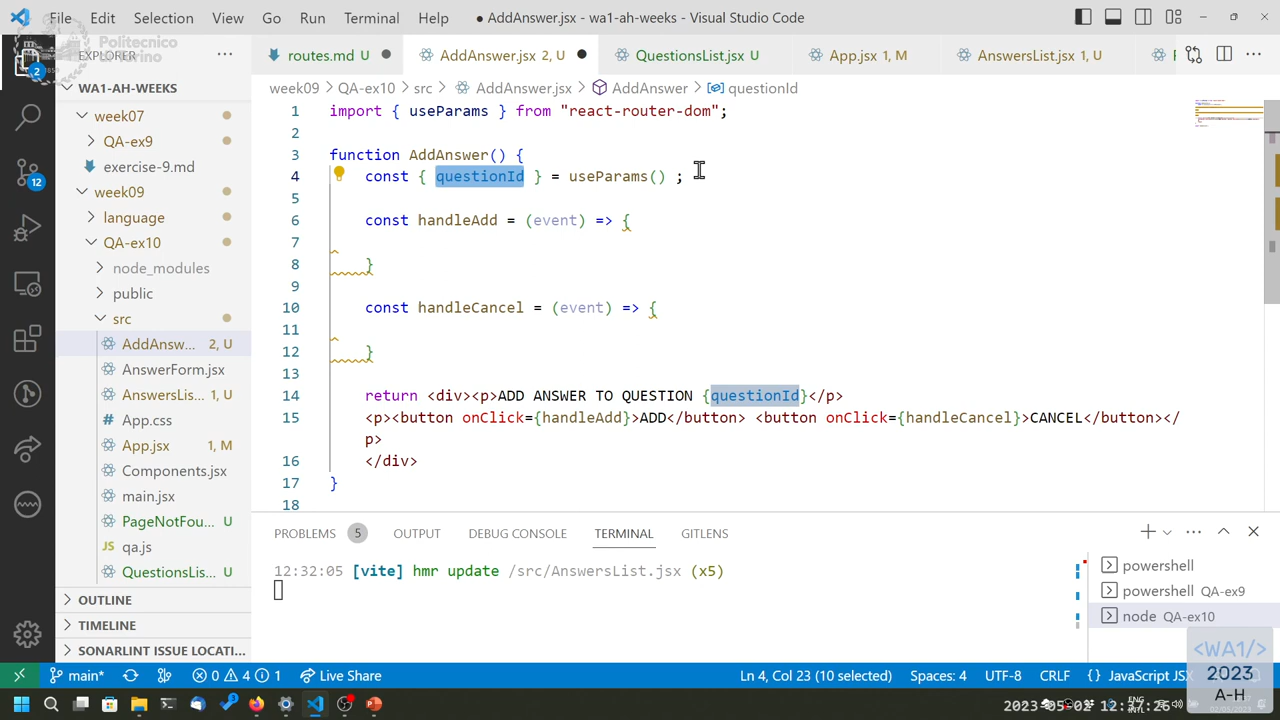 File Edit Selection View Go Run Terminal Help ● AddAnswer.jsx - wa1-ah-weeks - Visual Studio Code
Politecnico
EXPLORER ···
routes.md U ●
AddAnswer.jsx 2, U ●
QuestionsList.jsx U
App.jsx 1, M
AnswersList.jsx 1, U
2
WA1-AH-WEEKS
week09 > QA-ex10 > src > AddAnswer.jsx > AddAnswer > questionId
week07
QA-ex9
exercise-9.md
12
week09
language
QA-ex10
node_modules
public
src
AddAnsw... 2, U
AnswerForm.jsx
AnswersLis... 1, U
App.css
App.jsx 1, M
Components.jsx
main.jsx
PageNotFou... U
qa.js
QuestionsLis... U
OUTLINE
TIMELINE
SONARLINT ISSUE LOCATI...
1 import { useParams } from "react-router-dom";
2
3 function AddAnswer() {
4 const { questionId } = useParams() ;
5
6 const handleAdd = (event) => {
7
8 }
9
10 const handleCancel = (event) => {
11
12 }
13
14 return <div><p>ADD ANSWER TO QUESTION {questionId}</p>
15 <p><button onClick={handleAdd}>ADD</button> <button onClick={handleCancel}>CANCEL</button></
p>
16 </div>
17 }
18
PROBLEMS 5 OUTPUT DEBUG CONSOLE TERMINAL GITLENS
12:32:05 [vite] hmr update /src/AnswersList.jsx (x5)
powershell
powershell QA-ex9
node QA-ex10
<WA1/>
2023
A-H
main* 0 4 1 Live Share Ln 4, Col 23 (10 selected) Spaces: 4 UTF-8 CRLF { } JavaScript JSX
ENG
INTL